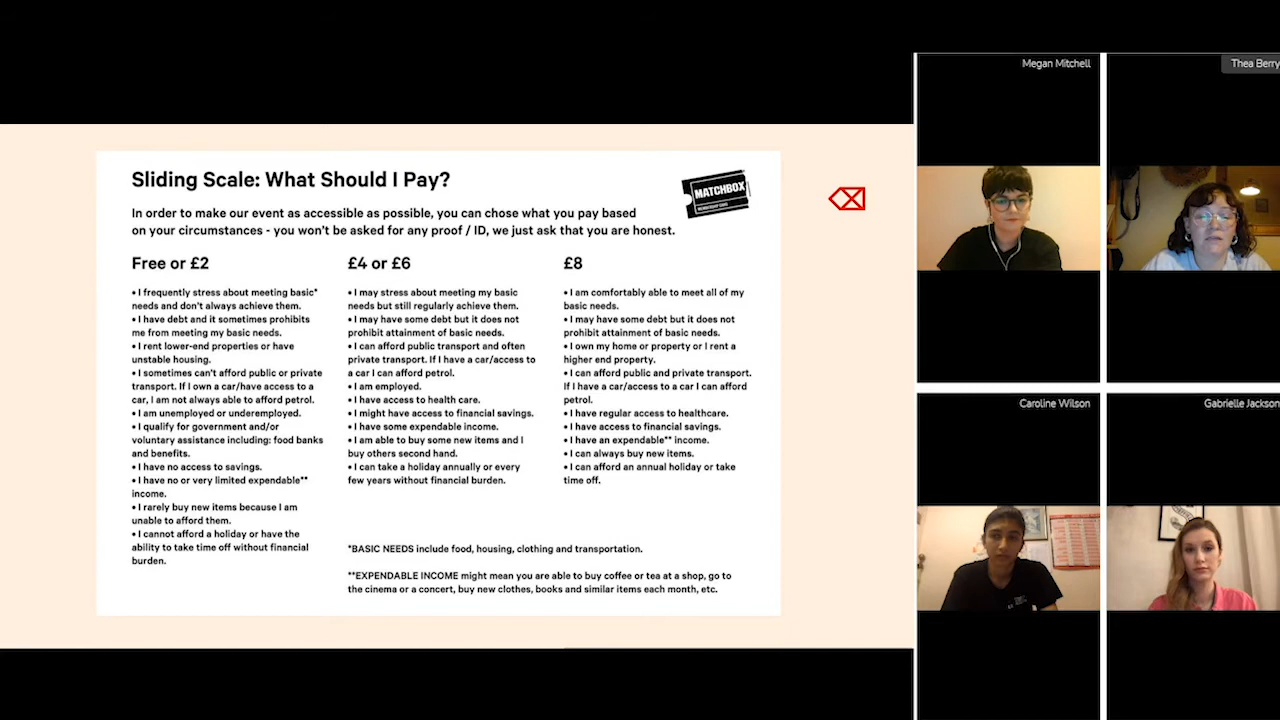 Sliding Scale: What Should I Pay?
MATCHBOX
In order to make our event as accessible as possible, you can chose what you pay based
on your circumstances - you won't be asked for any proof / ID, we just ask that you are honest.
Free or £2
• I frequently stress about meeting basic*
needs and don't always achieve them.
• I have debt and it sometimes prohibits
me from meeting my basic needs.
• I rent lower-end properties or have
unstable housing.
• I sometimes can't afford public or private
transport. If I own a car/have access to a
car, I am not always able to afford petrol.
• I am unemployed or underemployed.
• I qualify for government and/or
voluntary assistance including: food banks
and benefits.
• I have no access to savings.
• I have no or very limited expendable**
income.
• I rarely buy new items because I am
unable to afford them.
• I cannot afford a holiday or have the
ability to take time off without financial
burden.
£4 or £6
• I may stress about meeting my basic
needs but still regularly achieve them.
• I may have some debt but it does not
prohibit attainment of basic needs.
• I can afford public transport and often
private transport. If I have a car/access to
a car I can afford petrol.
• I am employed.
• I have access to health care.
• I might have access to financial savings.
• I have some expendable income.
• I am able to buy some new items and I
buy others second hand.
• I can take a holiday annually or every
few years without financial burden.
£8
• I am comfortably able to meet all of my
basic needs.
• I may have some debt but it does not
prohibit attainment of basic needs.
• I own my home or property or I rent a
higher end property.
• I can afford public and private transport.
If I have a car/access to a car I can afford
petrol.
• I have regular access to healthcare.
• I have access to financial savings.
• I have an expendable** income.
• I can always buy new items.
• I can afford an annual holiday or take
time off.
*BASIC NEEDS include food, housing, clothing and transportation.
**EXPENDABLE INCOME might mean you are able to buy coffee or tea at a shop, go to
the cinema or a concert, buy new clothes, books and similar items each month, etc.
Megan Mitchell
Thea Berry
Caroline Wilson
Gabrielle Jackson